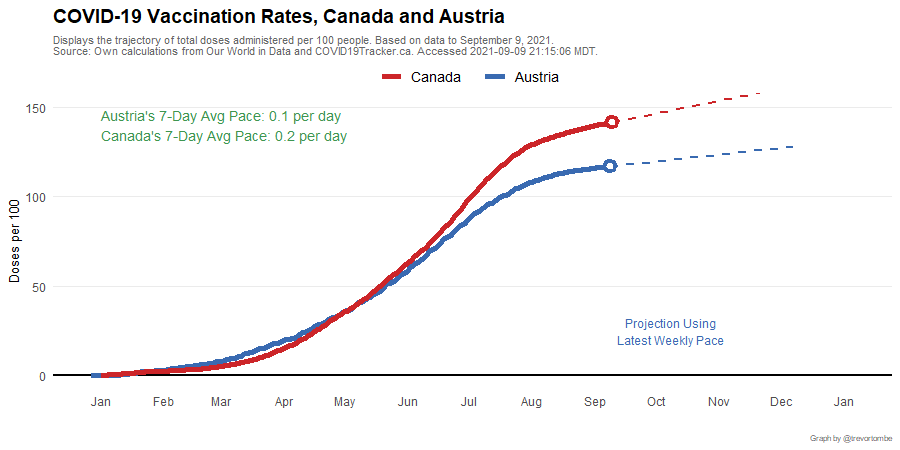 COVID-19 Vaccination Rates, Canada and Austria
Displays the trajectory of total doses administered per 100 people. Based on data to September 9, 2021.
Source: Own calculations from Our World in Data and COVID19Tracker.ca. Accessed 2021-09-09 21:15:06 MDT.
Canada Austria
Austria's 7-Day Avg Pace: 0.1 per day
Canada's 7-Day Avg Pace: 0.2 per day
Doses per 100
150
100
50
0
Projection Using
Latest Weekly Pace
Jan Feb Mar Apr May Jun Jul Aug Sep Oct Nov Dec Jan
Graph by @trevortombe